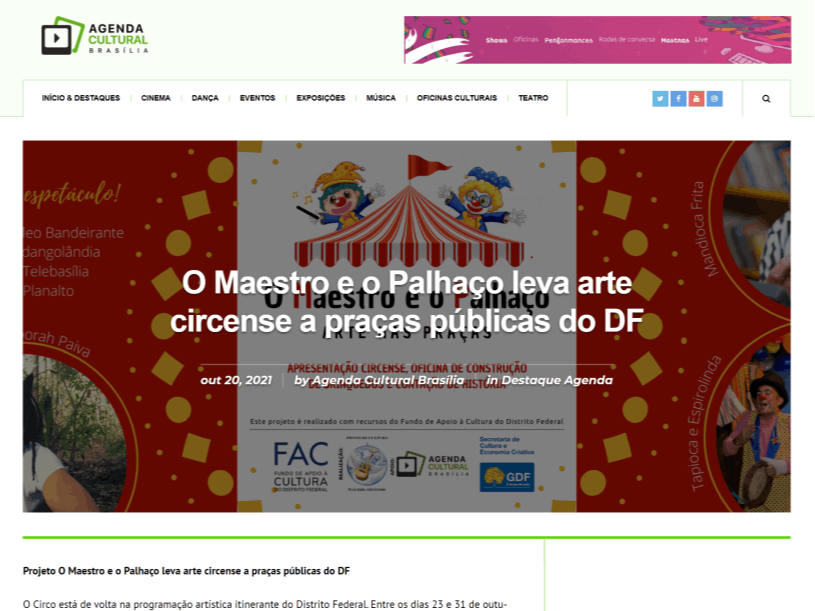 AGENDA
CULTURAL
BRASÍLIA
Shows Oficinas Performances Rodas de conversa Mostras Live
INÍCIO & DESTAQUES CINEMA DANÇA EVENTOS EXPOSIÇÕES MÚSICA OFICINAS CULTURAIS TEATRO
espetáculo!
leo Bandeirante
dangolândia
Telebasília
Planalto
orah Paiva
Mandioca Frita
Tapioca e Espirolinda
O Maestro e o Palhaço
ARTE NAS PRAÇAS
O Maestro e o Palhaço leva arte
circense a praças públicas do DF
APRESENTAÇÃO CIRCENSE, OFICINA DE CONSTRUÇÃO
DE BRINQUEDOS E CONTAÇÃO DE HISTÓRIA
out 20, 2021 by Agenda Cultural Brasília in Destaque Agenda
Este projeto é realizado com recursos do Fundo de Apoio à Cultura do Distrito Federal
FAC
FUNDO DE APOIO À
CULTURA
DO DISTRITO FEDERAL
REALIZAÇÃO
APOIO
AGENDA
CULTURAL
BRASÍLIA
Secretaria de
Cultura e
Economia Criativa
GDF
Projeto O Maestro e o Palhaço leva arte circense a praças públicas do DF
O Circo está de volta na programação artística itinerante do Distrito Federal. Entre os dias 23 e 31 de outu-